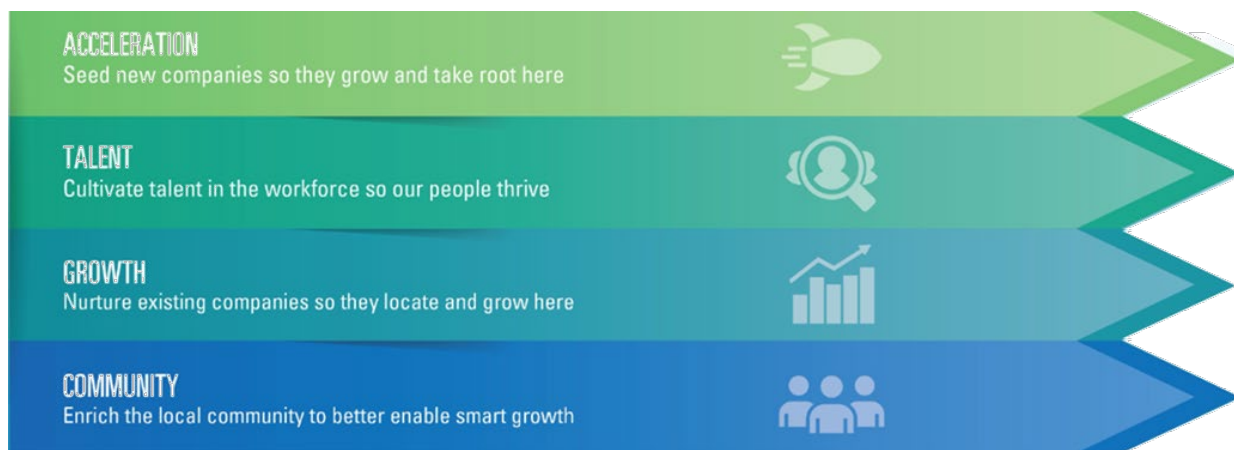 ACCELERATION
Seed new companies so they grow and take root here
TALENT
Cultivate talent in the workforce so our people thrive
GROWTH
Nurture existing companies so they locate and grow here
COMMUNITY
Enrich the local community to better enable smart growth